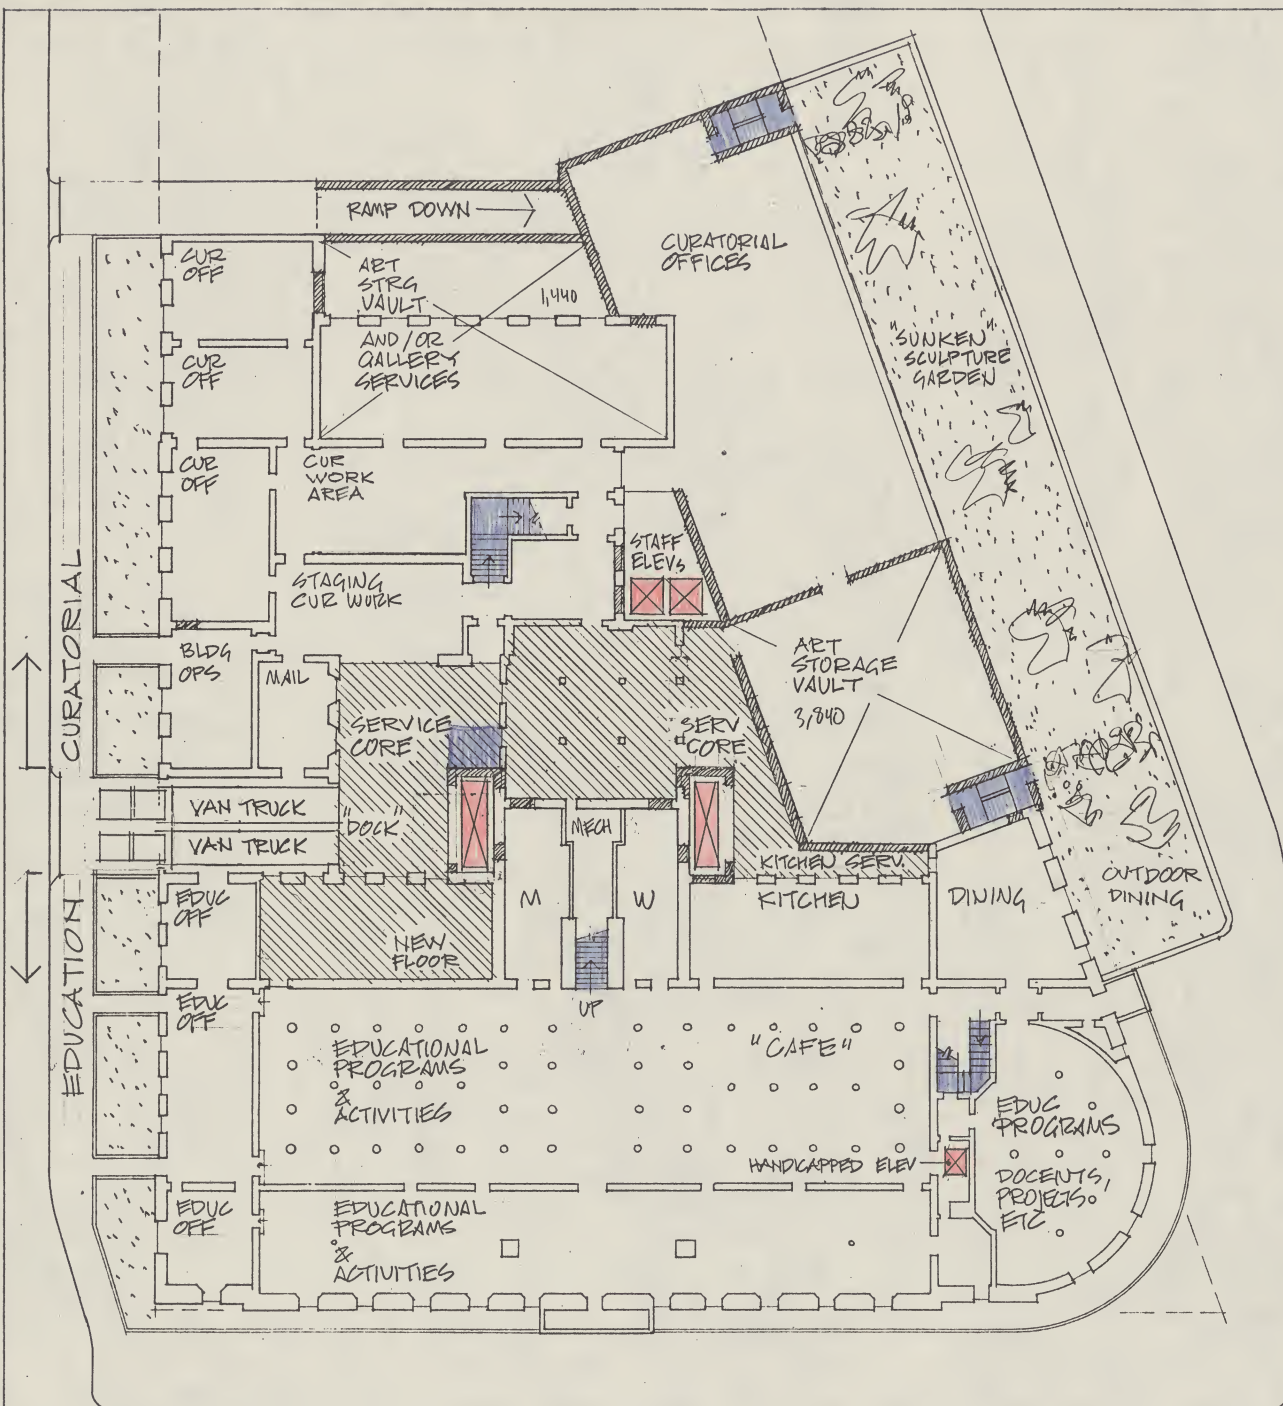 RAMP DOWN
CURATORIAL
OFFICES
CUR
OFF
ART
STRG
VAULT
1,440
AND/OR
GALLERY
SERVICES
CUR
OFF
"SUNKEN"
SCULPTURE
GARDEN
CUR
OFF
CUR
WORK
AREA
STAFF
ELEVS
STAGING
CUR WORK
CURATORIAL
BLDG
OPS
MAIL
ART
STORAGE
VAULT
3,840
SERVICE
CORE
SERV
CORE
VAN TRUCK
"DOCK"
VAN TRUCK
MECH
KITCHEN SERV.
KITCHEN
M
W
DINING
OUTDOOR
DINING
EDUCATION
EDUC
OFF
NEW
FLOOR
UP
EDUC
OFF
EDUCATIONAL
PROGRAMS
&
ACTIVITIES
"CAFE"
EDUC
PROGRAMS
HANDICAPPED ELEV
DOCENTS,
PROJECTS
ETC
EDUC
OFF
EDUCATIONAL
PROGRAMS
&
ACTIVITIES